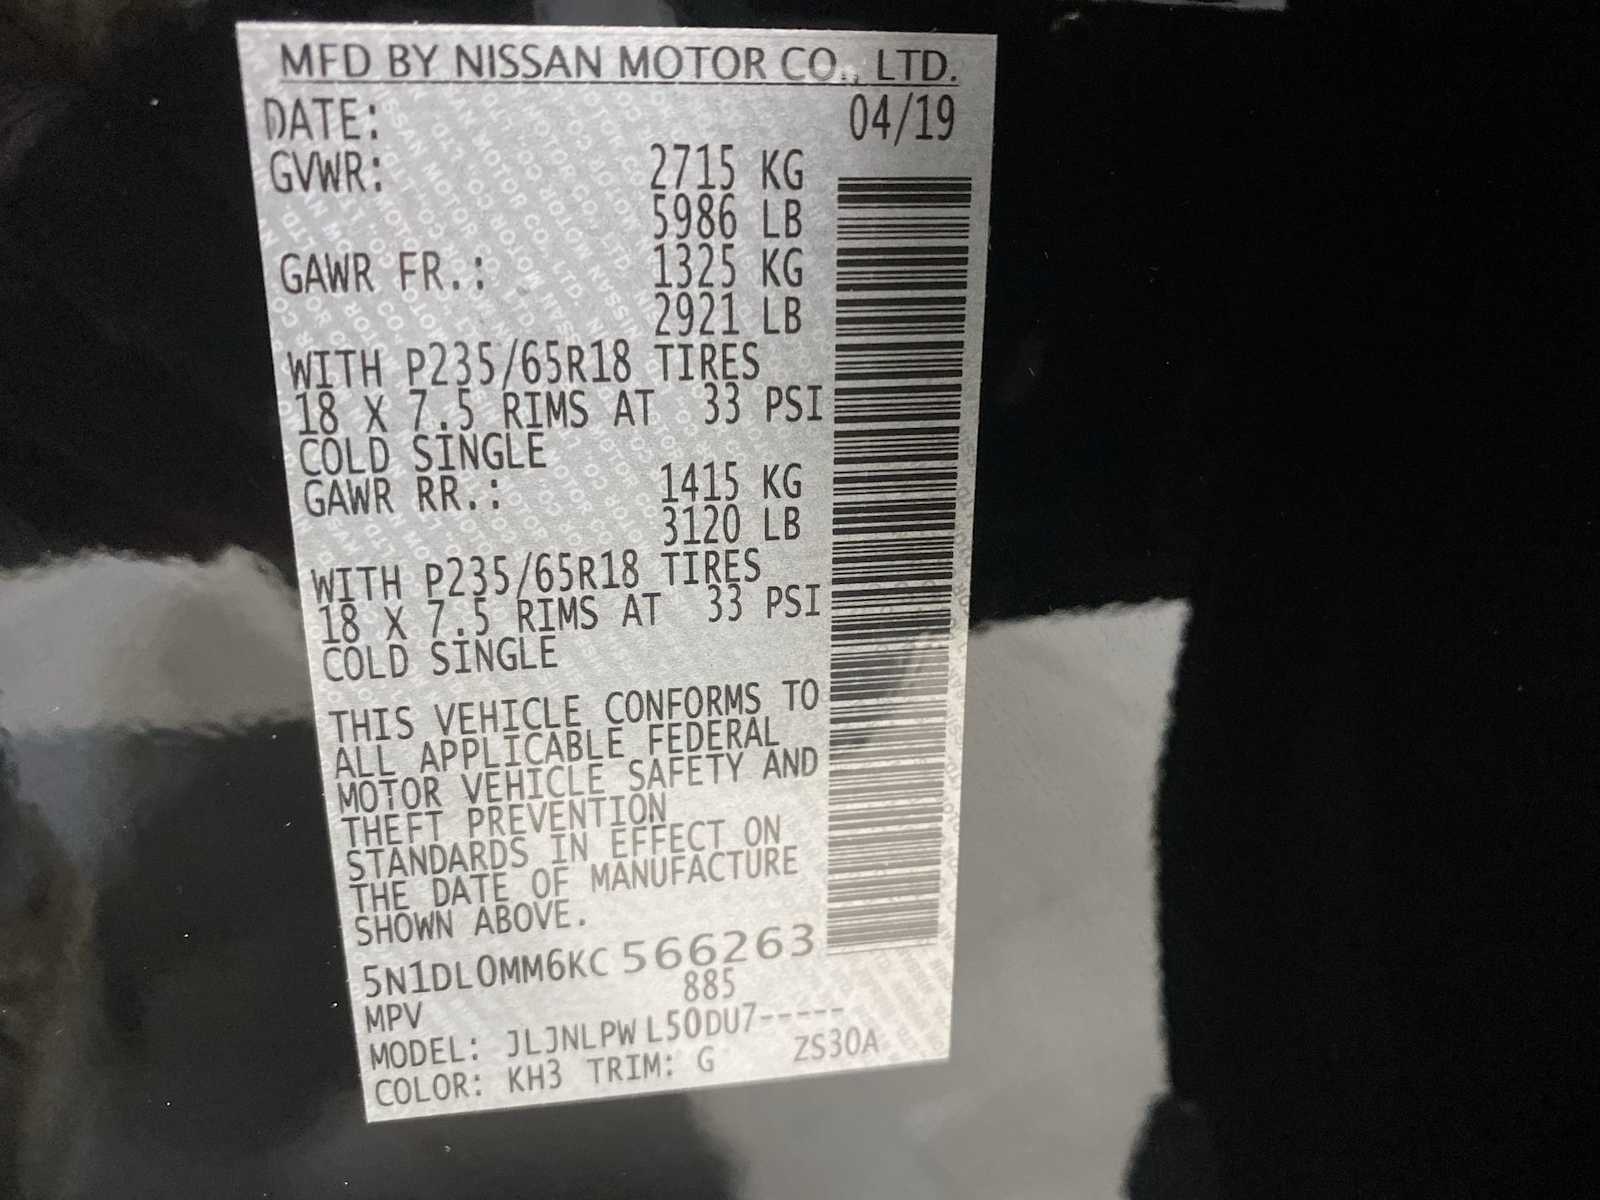 MFD BY NISSAN MOTOR CO., LTD.
DATE: 04/19
GVWR: 2715 KG
5986 LB
GAWR FR.: 1325 KG
2921 LB
WITH P235/65R18 TIRES
18 X 7.5 RIMS AT 33 PSI
COLD SINGLE
GAWR RR.: 1415 KG
3120 LB
WITH P235/65R18 TIRES
18 X 7.5 RIMS AT 33 PSI
COLD SINGLE
THIS VEHICLE CONFORMS TO
ALL APPLICABLE FEDERAL
MOTOR VEHICLE SAFETY AND
THEFT PREVENTION
STANDARDS IN EFFECT ON
THE DATE OF MANUFACTURE
SHOWN ABOVE.
5N1DL0MM6KC566263
885
MPV
MODEL: JLJNLPW L50DU7-----
COLOR: KH3 TRIM: G ZS30A